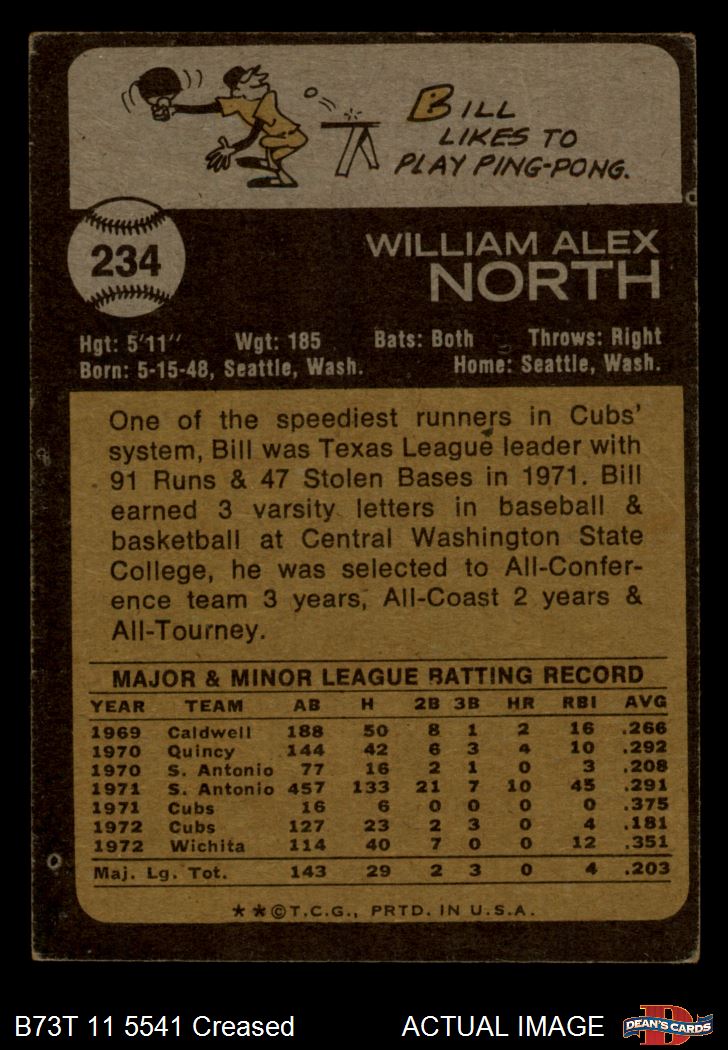 BILL
LIKES TO
PLAY PING-PONG.
234
WILLIAM ALEX
NORTH
Hgt: 5'11" Wgt: 185 Bats: Both Throws: Right
Born: 5-15-48, Seattle, Wash. Home: Seattle, Wash.
One of the speediest runners in Cubs'
system, Bill was Texas League leader with
91 Runs & 47 Stolen Bases in 1971. Bill
earned 3 varsity letters in baseball &
basketball at Central Washington State
College, he was selected to All-Confer-
ence team 3 years, All-Coast 2 years &
All-Tourney.
MAJOR & MINOR LEAGUE BATTING RECORD
YEAR TEAM AB H 2B 3B HR RBI AVG
1969 Caldwell 188 50 8 1 2 16 .266
1970 Quincy 144 42 6 3 4 10 .292
1970 S. Antonio 77 16 2 1 0 3 .208
1971 S. Antonio 457 133 21 7 10 45 .291
1971 Cubs 16 6 0 0 0 0 .375
1972 Cubs 127 23 2 3 0 4 .181
1972 Wichita 114 40 7 0 0 12 .351
Maj. Lg. Tot. 143 29 2 3 0 4 .203
★★©T.C.G., PRTD. IN U.S.A.
B73T 11 5541 Creased ACTUAL IMAGE D DEAN'S CARDS